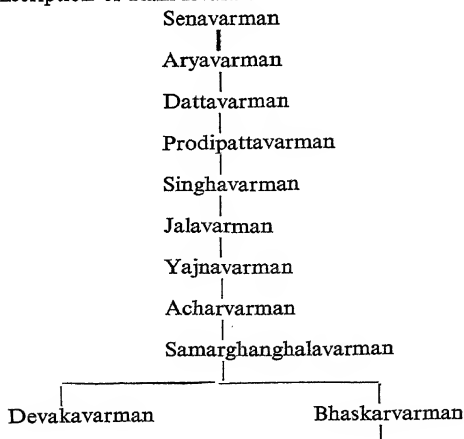 Senavarman
Aryavarman
Dattavarman
Prodipattavarman
Singhavarman
Jalavarman
Yajnavarman
Acharvarman
Samarghanghalavarman
Devakavarman Bhaskarvarman